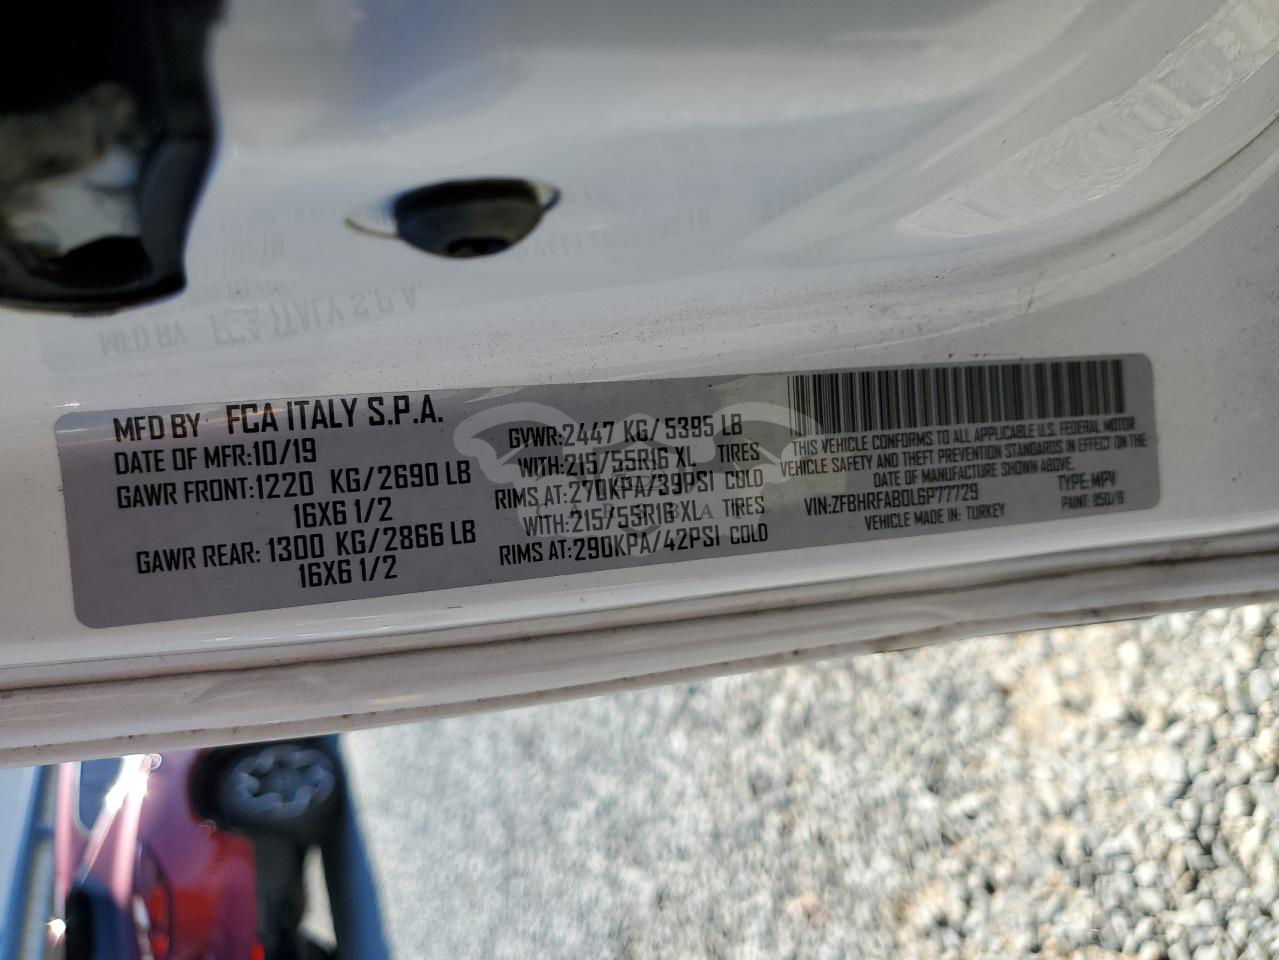 MFD BY FCA ITALY S.P.A.
DATE OF MFR:10/19
GAWR FRONT:1220 KG/2690 LB
16X6 1/2
GAWR REAR: 1300 KG/2866 LB
16X6 1/2
GVWR:2447 KG/5395 LB
WITH:215/55R16 XL TIRES
RIMS AT:270KPA/39PSI COLD
WITH:215/55R16 XL TIRES
RIMS AT:290KPA/42PSI COLD
THIS VEHICLE CONFORMS TO ALL APPLICABLE U.S. FEDERAL MOTOR
VEHICLE SAFETY AND THEFT PREVENTION STANDARDS IN EFFECT ON THE
DATE OF MANUFACTURE SHOWN ABOVE.
VIN:ZFBHRFAB0L6P77729 TYPE:MPV
VEHICLE MADE IN: TURKEY PAINT: 850/B